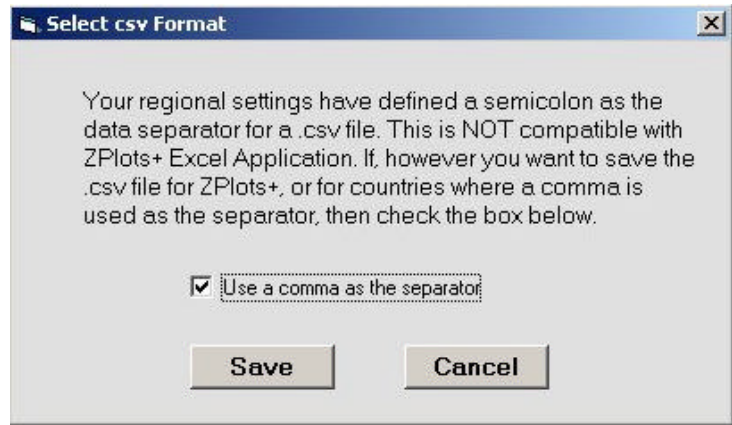 Select csv Format
Your regional settings have defined a semicolon as the
data separator for a .csv file. This is NOT compatible with
ZPlots+ Excel Application. If, however you want to save the
.csv file for ZPlots+, or for countries where a comma is
used as the separator, then check the box below.
Use a comma as the separator
Save Cancel